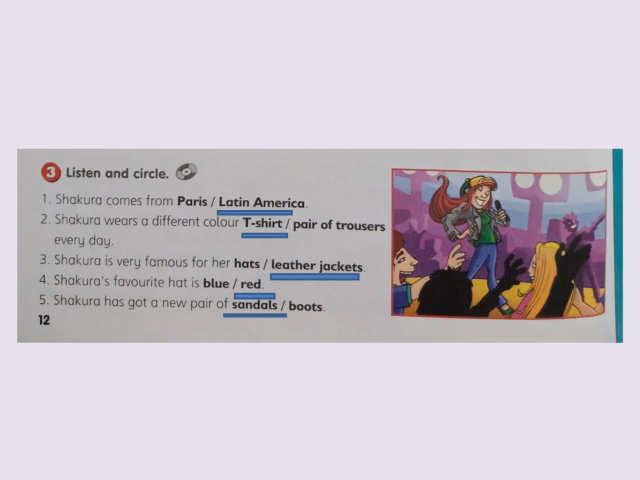 3 Listen and circle.
1. Shakura comes from Paris / Latin America.
2. Shakura wears a different colour T-shirt / pair of trousers
every day.
3. Shakura is very famous for her hats / leather jackets.
4. Shakura's favourite hat is blue / red.
5. Shakura has got a new pair of sandals / boots.
12